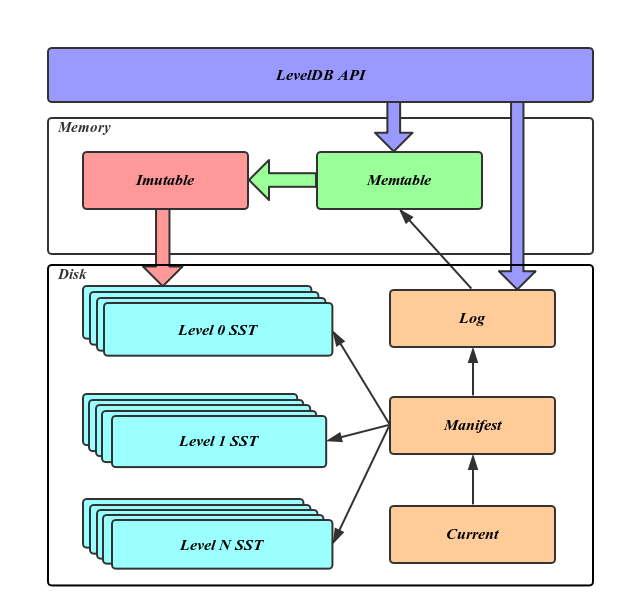 LevelDB API
Memory
Imutable
Memtable
Disk
Level 0 SST
Log
Level 1 SST
Manifest
Level N SST
Current